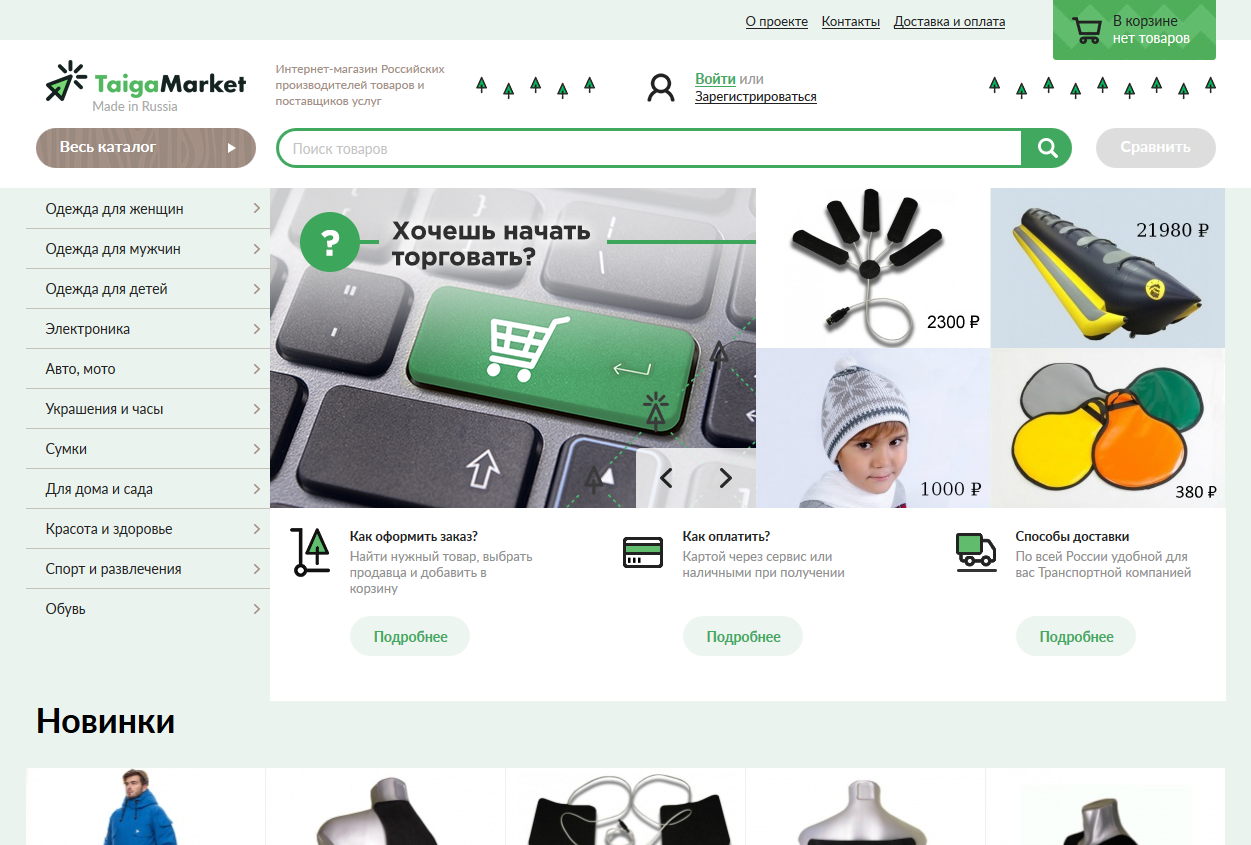 О проекте Контакты Доставка и оплата
В корзине
нет товаров
TaigaMarket
Made in Russia
Интернет-магазин Российских
производителей товаров и
поставщиков услуг
Войти или
Зарегистрироваться
Весь каталог
Поиск товаров
Сравнить
Одежда для женщин
Одежда для мужчин
Одежда для детей
Электроника
Авто, мото
Украшения и часы
Сумки
Для дома и сада
Красота и здоровье
Спорт и развлечения
Обувь
?
Хочешь начать
торговать?
2300 ₽
21980 ₽
1000 ₽
380 ₽
Как оформить заказ?
Найти нужный товар, выбрать
продавца и добавить в
корзину
Подробнее
Как оплатить?
Картой через сервис или
наличными при получении
Подробнее
Способы доставки
По всей России удобной для
вас Транспортной компанией
Подробнее
Новинки